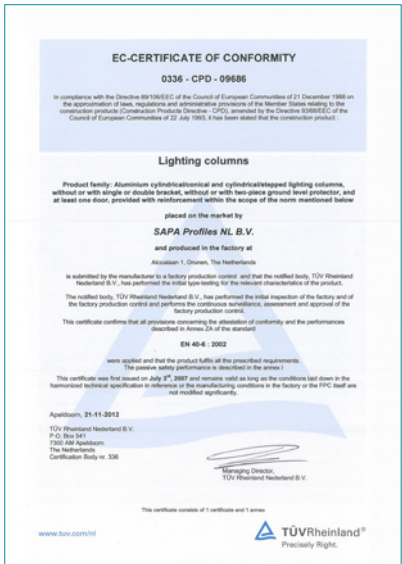 EC-CERTIFICATE OF CONFORMITY
0336 - CPD - 09686
In compliance with the Directive 89/106/EEC of the Council of European Communities of 21 December 1988 on
the approximation of laws, regulations and administrative provisions of the Member States relating to the
construction products (Construction Products Directive - CPD), amended by the Directive 93/68/EEC of the
Council of European Communities of 22 July 1993, it has been stated that the construction product :
Lighting columns
Product family: Aluminium cylindrical/conical and cylindrical/stepped lighting columns,
without or with single or double bracket, without or with two-piece ground level protector, and
at least one door, provided with reinforcement within the scope of the norm mentioned below
placed on the market by
SAPA Profiles NL B.V.
and produced in the factory at
Alcoalaan 1, Drunen, The Netherlands
is submitted by the manufacturer to a factory production control and that the notified body, TÜV Rheinland
Nederland B.V., has performed the initial type-testing for the relevant characteristics of the product.
The notified body, TÜV Rheinland Nederland B.V., has performed the initial inspection of the factory and of
the factory production control and performs the continuous surveillance, assessment and approval of the
factory production control.
This certificate confirms that all provisions concerning the attestation of conformity and the performances
described in Annex ZA of the standard
EN 40-6 : 2002
were applied and that the product fulfils all the prescribed requirements.
The passive safety performance is described in the annex I
This certificate was first issued on July 3rd, 2007 and remains valid as long as the conditions laid down in the
harmonized technical specification in reference or the manufacturing conditions in the factory or the FPC itself are
not modified significantly.
Apeldoorn, 21-11-2012
TÜV Rheinland Nederland B.V.
P.O. Box 541
7300 AM Apeldoorn
The Netherlands
Certification Body nr. 336
Managing Director,
TÜV Rheinland Nederland B.V.
This certificate consists of 1 certificate and 1 annex
www.tuv.com/nl
TÜVRheinland®
Precisely Right.